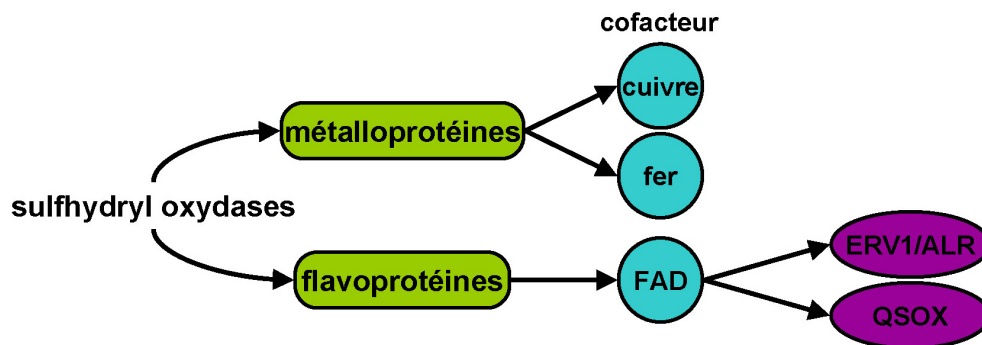 cofacteur
cuivre
métalloprotéines
fer
sulfhydryl oxydases
ERV1/ALR
flavoprotéines
FAD
QSOX